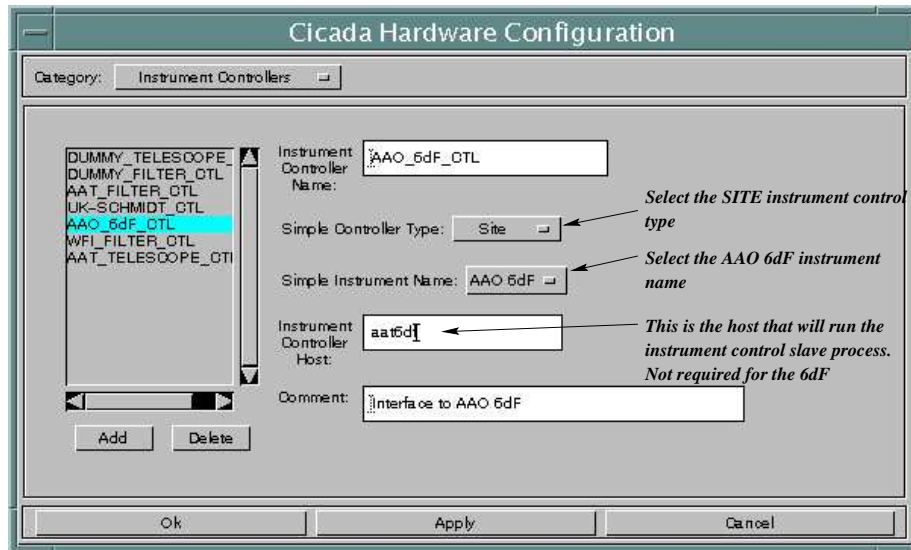 Cicada Hardware Configuration
Category: Instrument Controllers
DUMMY_TELESCOPE_
DUMMY_FILTER_CTL
AAT_FILTER_CTL
UK-SCHMIDT_CTL
AAO_6dF_CTL
WFI_FILTER_CTL
AAT_TELESCOPE_CTL
Add
Delete
Instrument
Controller
Name:
AAO_6dF_CTL
Simple Controller Type: Site
Simple Instrument Name: AAO 6dF
Instrument
Controller
Host:
aat6df
Comment: Interface to AAO 6dF
Select the SITE instrument control
type
Select the AAO 6dF instrument
name
This is the host that will run the
instrument control slave process.
Not required for the 6dF
Ok
Apply
Cancel